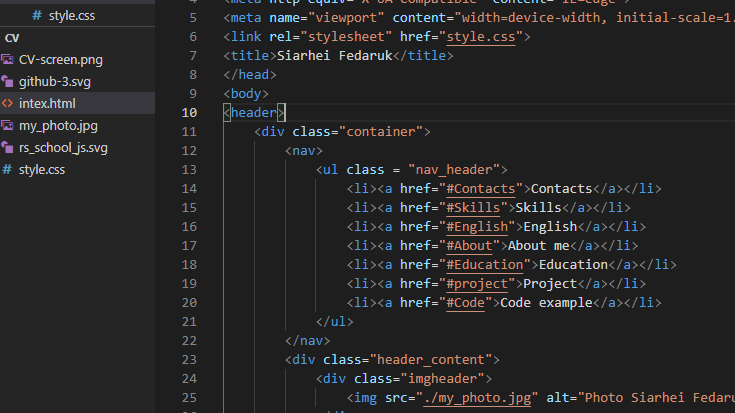 style.css
CV
CV-screen.png
github-3.svg
intex.html
my_photo.jpg
rs_school_js.svg
style.css
5 <meta name="viewport" content="width=device-width, initial-scale=1.
6 <link rel="stylesheet" href="style.css">
7 <title>Siarhei Fedaruk</title>
8 </head>
9 <body>
10 <header>
11 <div class="container">
12 <nav>
13 <ul class = "nav_header">
14 <li><a href="#Contacts">Contacts</a></li>
15 <li><a href="#Skills">Skills</a></li>
16 <li><a href="#English">English</a></li>
17 <li><a href="#About">About me</a></li>
18 <li><a href="#Education">Education</a></li>
19 <li><a href="#project">Project</a></li>
20 <li><a href="#Code">Code example</a></li>
21 </ul>
22 </nav>
23 <div class="header_content">
24 <div class="imgheader">
25 <img src="./my_photo.jpg" alt="Photo Siarhei Fedaru